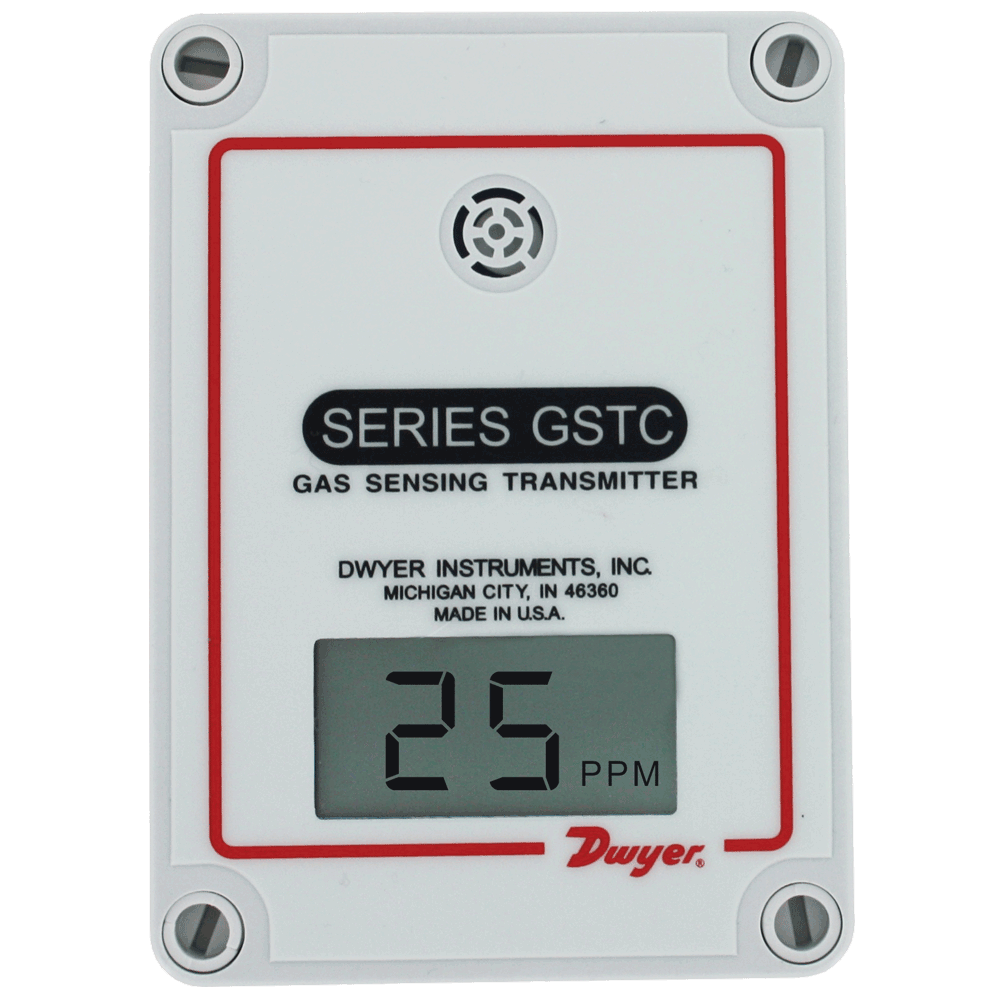 SERIES GSTC
GAS SENSING TRANSMITTER
DWYER INSTRUMENTS, INC.
MICHIGAN CITY, IN 46360
MADE IN U.S.A.
25 PPM
Dwyer®